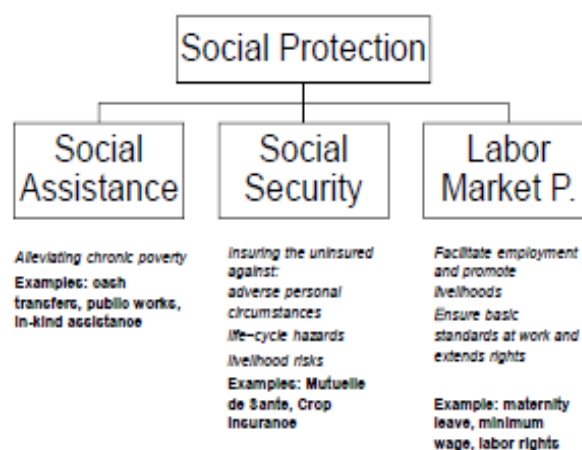 Social Protection
Social
Assistance
Alleviating chronic poverty
Examples: cash
transfers, public works,
in-kind assistance
Social
Security
Insuring the uninsured
against:
adverse personal
circumstances
life-cycle hazards
livelihood risks
Examples: Mutuelle
de Sante, Crop
Insurance
Labor
Market P.
Facilitate employment
and promote
livelihoods
Ensure basic
standards at work and
extends rights
Example: maternity
leave, minimum
wage, labor rights